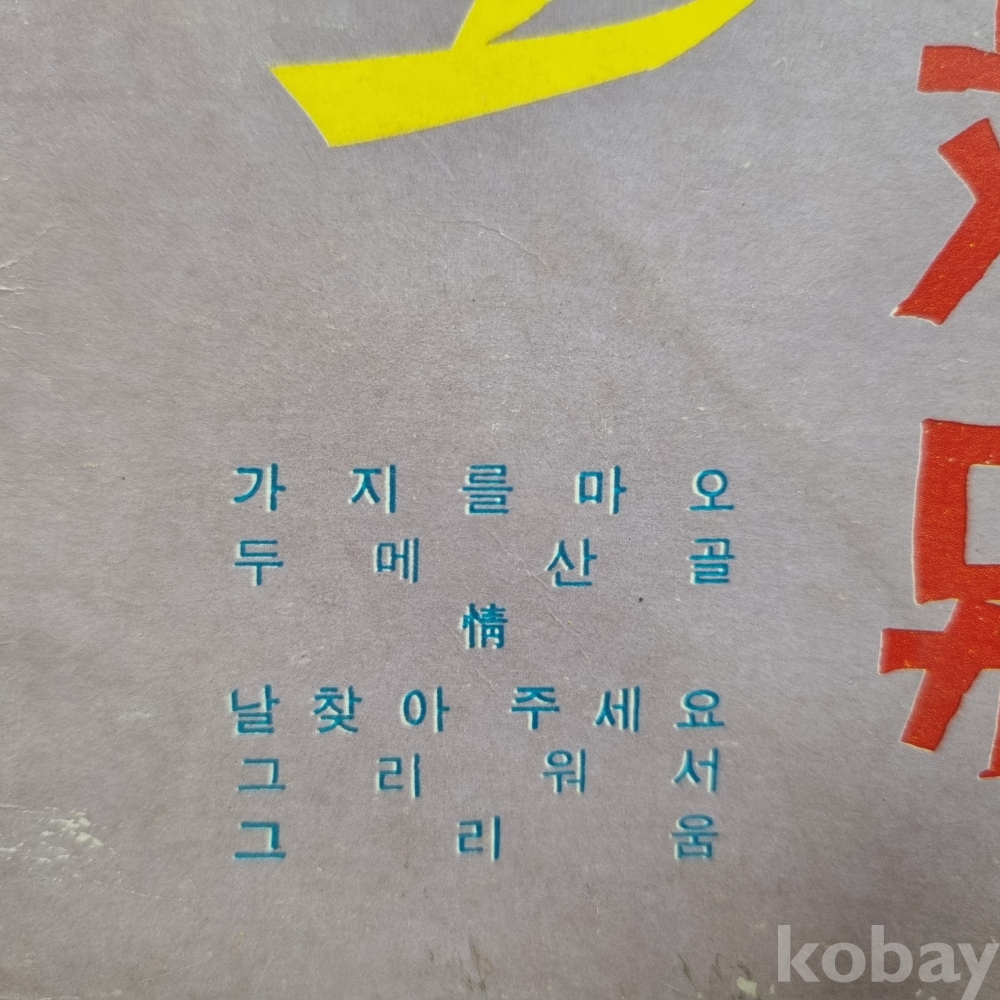 가지를마오
두메산골
情
날찾아 주세요
그리워서
그리움
kobay